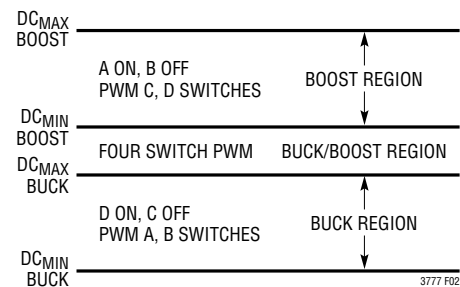 DCMAX
BOOST
A ON, B OFF
PWM C, D SWITCHES
BOOST REGION
DCMIN
BOOST
FOUR SWITCH PWM
BUCK/BOOST REGION
DCMAX
BUCK
D ON, C OFF
PWM A, B SWITCHES
BUCK REGION
DCMIN
BUCK
3777 F02